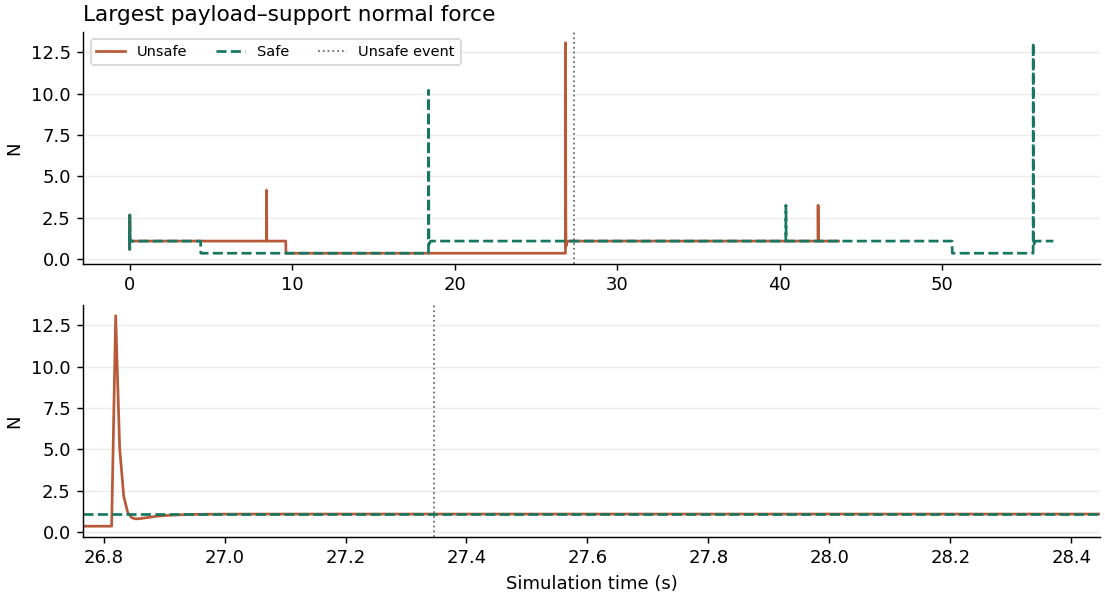 Largest payload–support normal force
Unsafe Safe Unsafe event
12.5
10.0
7.5
5.0
2.5
0.0
N
0 10 20 30 40 50
12.5
10.0
7.5
5.0
2.5
0.0
N
26.8 27.0 27.2 27.4 27.6 27.8 28.0 28.2 28.4
Simulation time (s)